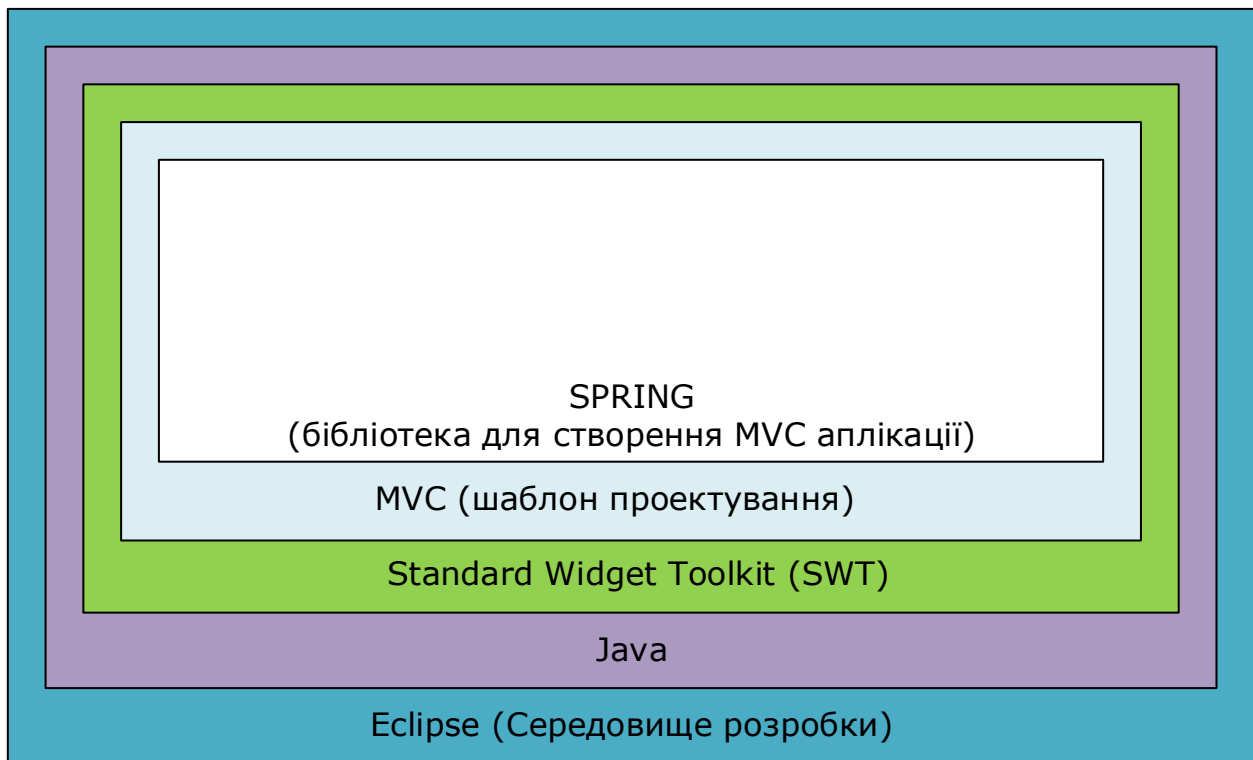 SPRING
(бібліотека для створення MVC аплікації)
MVC (шаблон проектування)
Standard Widget Toolkit (SWT)
Java
Eclipse (Середовище розробки)